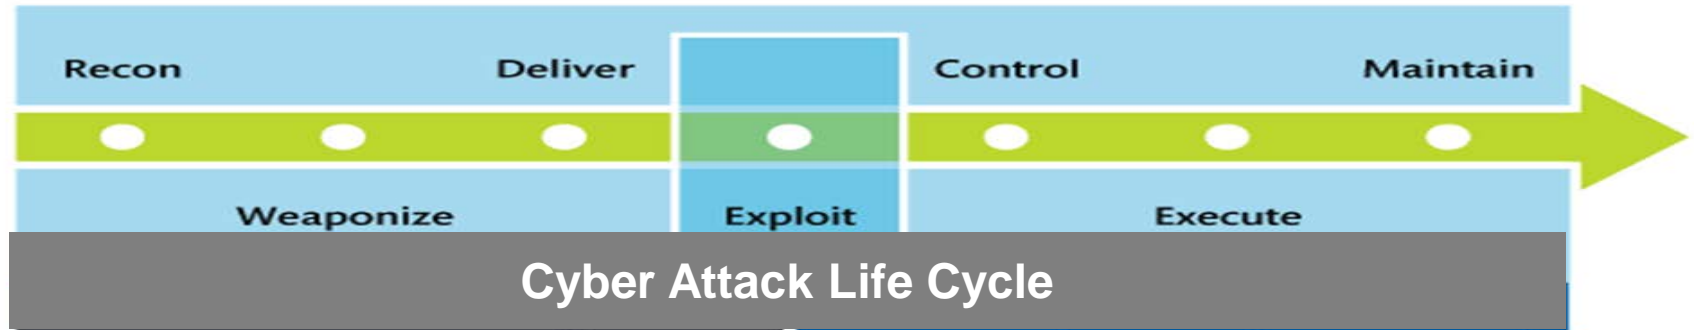 Recon Deliver Control Maintain
Weaponize Exploit Execute
Cyber Attack Life Cycle